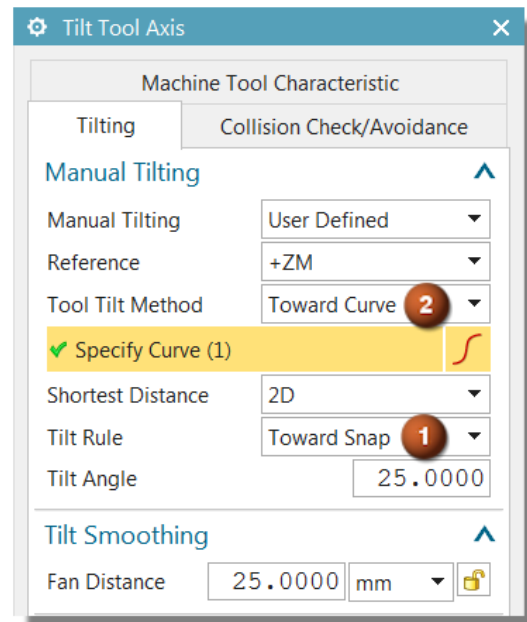 Tilt Tool Axis
Machine Tool Characteristic
Tilting Collision Check/Avoidance
Manual Tilting
Manual Tilting User Defined
Reference +ZM
Tool Tilt Method Toward Curve 2
Specify Curve (1)
Shortest Distance 2D
Tilt Rule Toward Snap 1
Tilt Angle 25.0000
Tilt Smoothing
Fan Distance 25.0000 mm